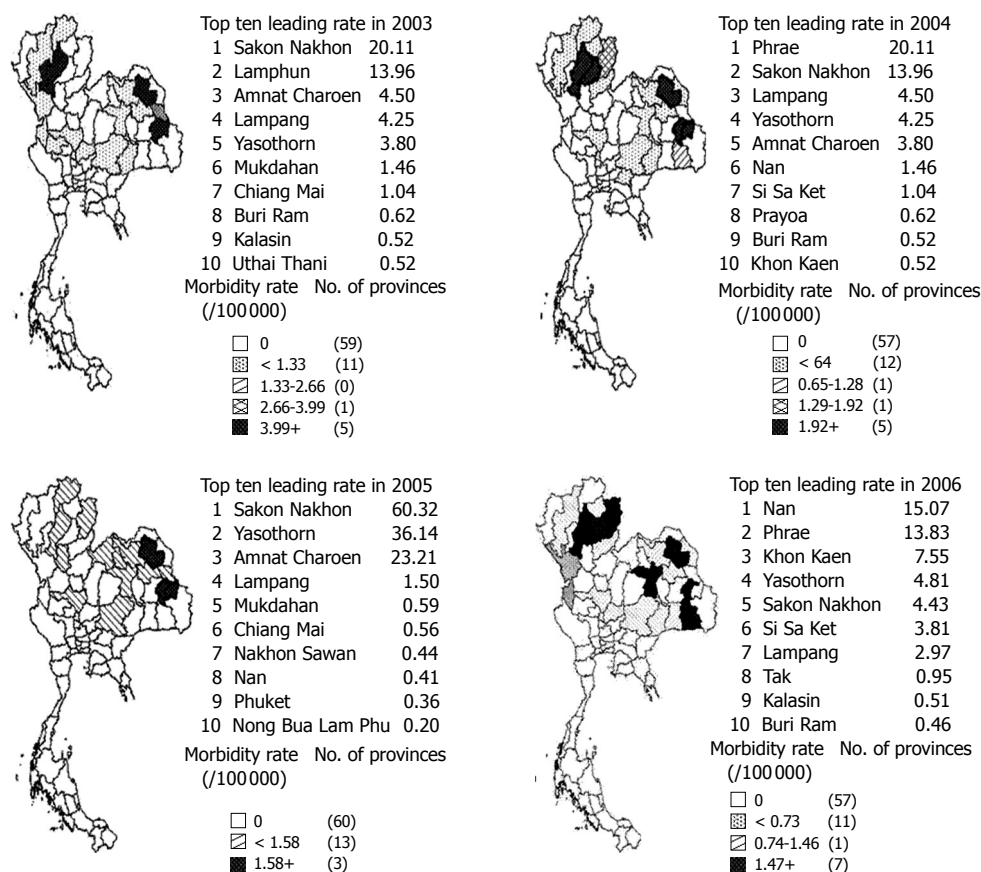 Top ten leading rate in 2003
1 Sakon Nakhon 20.11
2 Lamphun 13.96
3 Amnat Charoen 4.50
4 Lampang 4.25
5 Yasothorn 3.80
6 Mukdahan 1.46
7 Chiang Mai 1.04
8 Buri Ram 0.62
9 Kalasin 0.52
10 Uthai Thani 0.52
Morbidity rate No. of provinces
(/100 000)
0 (59)
< 1.33 (11)
1.33-2.66 (0)
2.66-3.99 (1)
3.99+ (5)
Top ten leading rate in 2004
1 Phrae 20.11
2 Sakon Nakhon 13.96
3 Lampang 4.50
4 Yasothorn 4.25
5 Amnat Charoen 3.80
6 Nan 1.46
7 Si Sa Ket 1.04
8 Prayoa 0.62
9 Buri Ram 0.52
10 Khon Kaen 0.52
Morbidity rate No. of provinces
(/100 000)
0 (57)
< 64 (12)
0.65-1.28 (1)
1.29-1.92 (1)
1.92+ (5)
Top ten leading rate in 2005
1 Sakon Nakhon 60.32
2 Yasothorn 36.14
3 Amnat Charoen 23.21
4 Lampang 1.50
5 Mukdahan 0.59
6 Chiang Mai 0.56
7 Nakhon Sawan 0.44
8 Nan 0.41
9 Phuket 0.36
10 Nong Bua Lam Phu 0.20
Morbidity rate No. of provinces
(/100 000)
0 (60)
< 1.58 (13)
1.58+ (3)
Top ten leading rate in 2006
1 Nan 15.07
2 Phrae 13.83
3 Khon Kaen 7.55
4 Yasothorn 4.81
5 Sakon Nakhon 4.43
6 Si Sa Ket 3.81
7 Lampang 2.97
8 Tak 0.95
9 Kalasin 0.51
10 Buri Ram 0.46
Morbidity rate No. of provinces
(/100 000)
0 (57)
< 0.73 (11)
0.74-1.46 (1)
1.47+ (7)